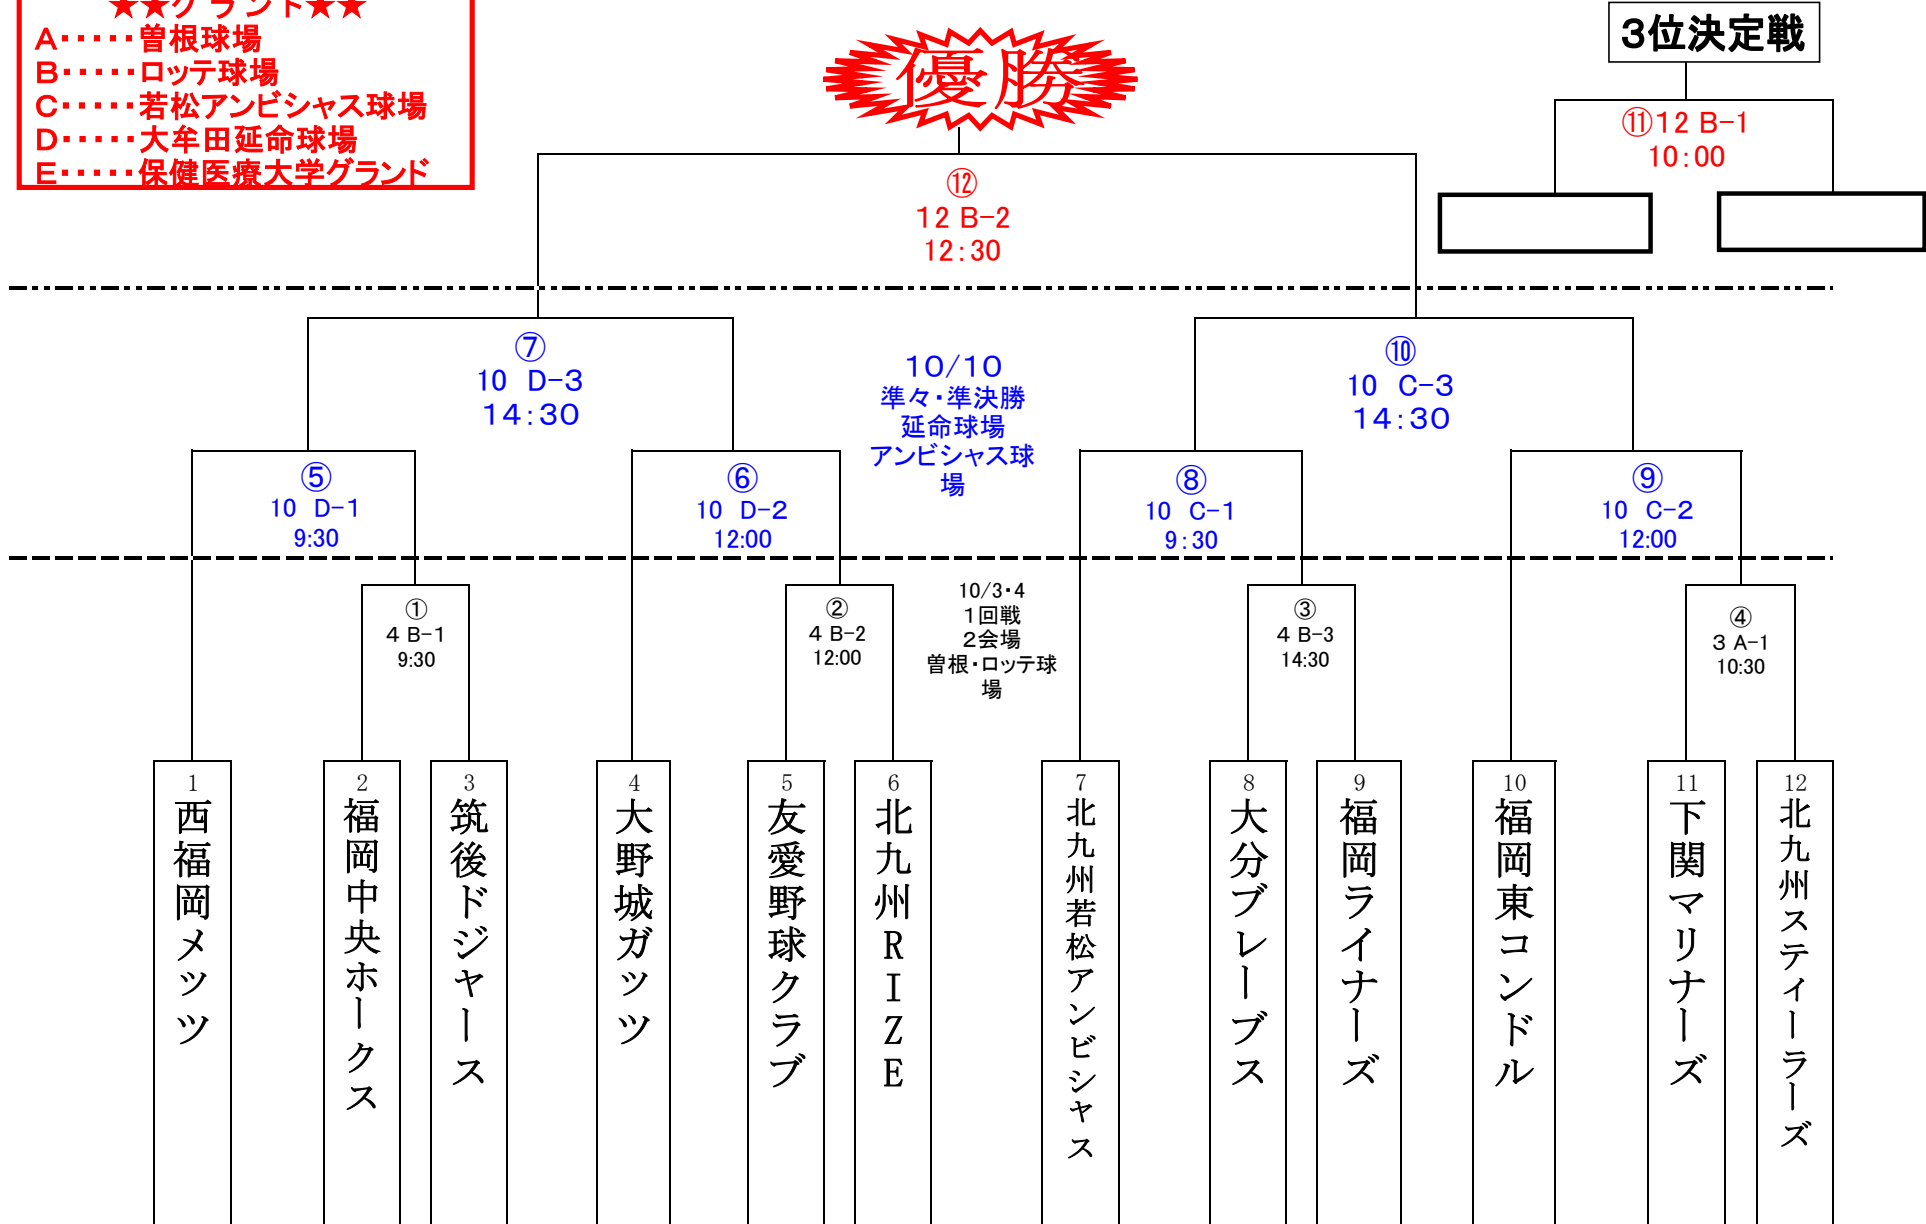 ★★グランド★★
A・・・・・曽根球場
B・・・・・ロッテ球場
C・・・・・若松アンビシャス球場
D・・・・・大牟田延命球場
E・・・・・保健医療大学グランド
優勝
3位決定戦
⑪12 B-1
10:00
⑫
12 B-2
12:30
⑦
10 D-3
14:30
10/10
準々・準決勝
延命球場
アンビシャス球
場
⑩
10 C-3
14:30
⑤
10 D-1
9:30
⑥
10 D-2
12:00
⑧
10 C-1
9:30
⑨
10 C-2
12:00
①
4 B-1
9:30
②
4 B-2
12:00
10/3・4
1回戦
2会場
曽根・ロッテ球
場
③
4 B-3
14:30
④
3 A-1
10:30
1
西福岡メッツ
2
福岡中央ホークス
3
筑後ドジャース
4
大野城ガッツ
5
友愛野球クラブ
6
北九州RIZE
7
北九州若松アンビシャス
8
大分ブレーブス
9
福岡ライナーズ
10
福岡東コンドル
11
下関マリナーズ
12
北九州スティーラーズ